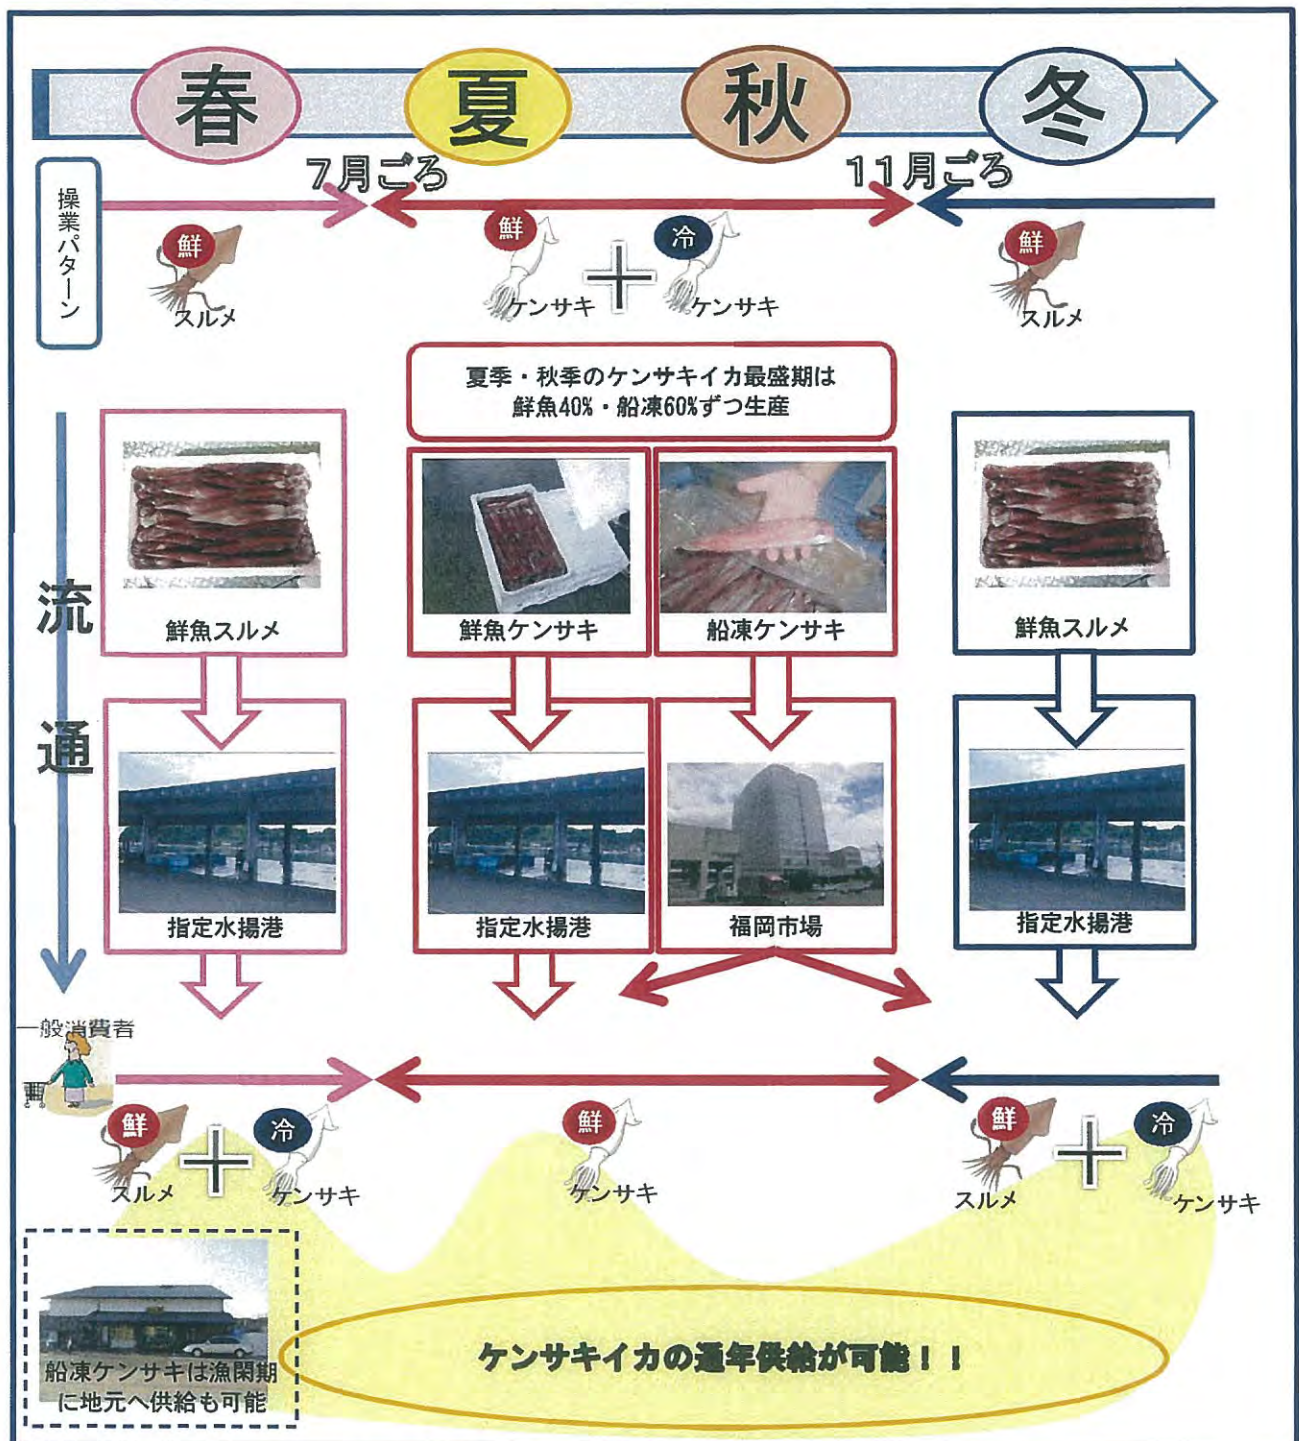 春
夏
秋
冬
7月ごろ
11月ごろ
操業パターン
鮮
スルメ
鮮
ケンサキ
冷
ケンサキ
鮮
スルメ
夏季・秋季のケンサキイカ最盛期は
鮮魚40%・船凍60%ずつ生産
流通
鮮魚スルメ
鮮魚ケンサキ
船凍ケンサキ
鮮魚スルメ
指定水揚港
指定水揚港
福岡市場
指定水揚港
一般消費者
鮮
スルメ
冷
ケンサキ
鮮
ケンサキ
鮮
スルメ
冷
ケンサキ
船凍ケンサキは漁閑期
に地元へ供給も可能
ケンサキイカの通年供給が可能！！